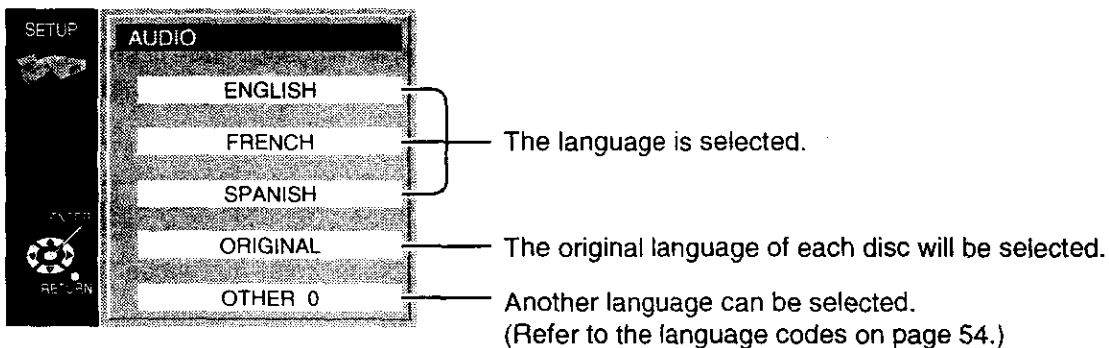 SETUP
AUDIO
ENGLISH
FRENCH
SPANISH
The language is selected.
ENTER
ORIGINAL
The original language of each disc will be selected.
RETURN
OTHER 0
Another language can be selected.
(Refer to the language codes on page 54.)